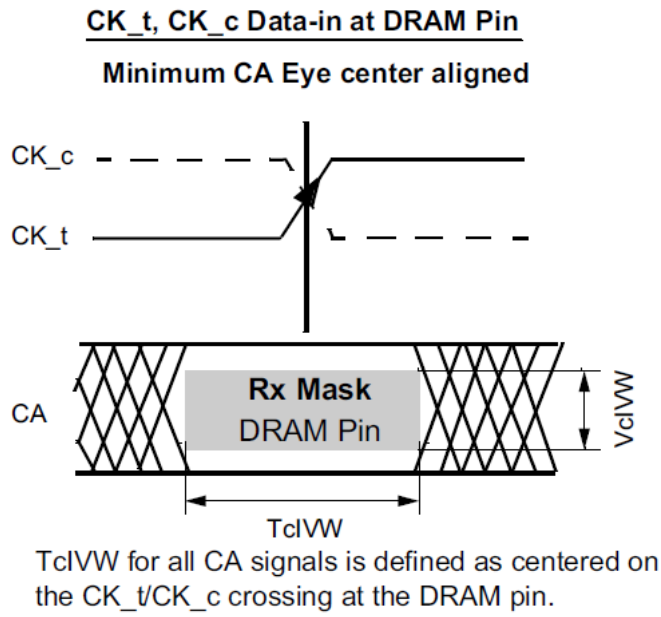 CK_t, CK_c Data-in at DRAM Pin
Minimum CA Eye center aligned
CK_c
CK_t
CA
Rx Mask
DRAM Pin
VcIVW
TcIVW
TcIVW for all CA signals is defined as centered on
the CK_t/CK_c crossing at the DRAM pin.